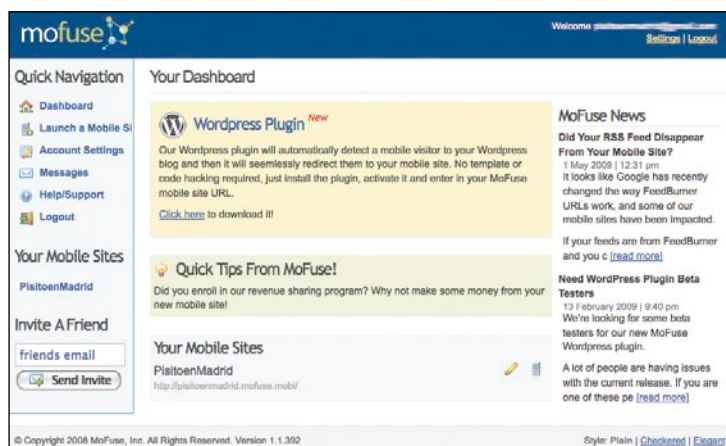 mofuse
Welcome
Settings | Logout
Quick Navigation
Dashboard
Launch a Mobile Si
Account Settings
Messages
Help/Support
Logout
Your Mobile Sites
PisitoenMadrid
Invite A Friend
friends email
Send Invite
Your Dashboard
Wordpress Plugin New
Our Wordpress plugin will automatically detect a mobile visitor to your Wordpress
blog and then it will seemlessly redirect them to your mobile site. No template or
code hacking required, just install the plugin, activate it and enter in your MoFuse
mobile site URL.
Click here to download it!
Quick Tips From MoFuse!
Did you enroll in our revenue sharing program? Why not make some money from your
new mobile site!
Your Mobile Sites
PisitoenMadrid
http://pisitoenmadrid.mofuse.mobi/
MoFuse News
Did Your RSS Feed Disappear
From Your Mobile Site?
1 May 2009 | 12:31 pm
It looks like Google has recently
changed the way FeedBurner
URLs work, and some of our
mobile sites have been impacted.
If your feeds are from FeedBurner
and you c [read more]
Need WordPress Plugin Beta
Testers
13 February 2009 | 9:40 pm
We're looking for some beta
testers for our new MoFuse
Wordpress plugin.
A lot of people are having issues
with the current release. If you are
one of these pe [read more]
© Copyright 2008 MoFuse, Inc. All Rights Reserved. Version 1.1.392
Style: Plain | Checkered | Elegant